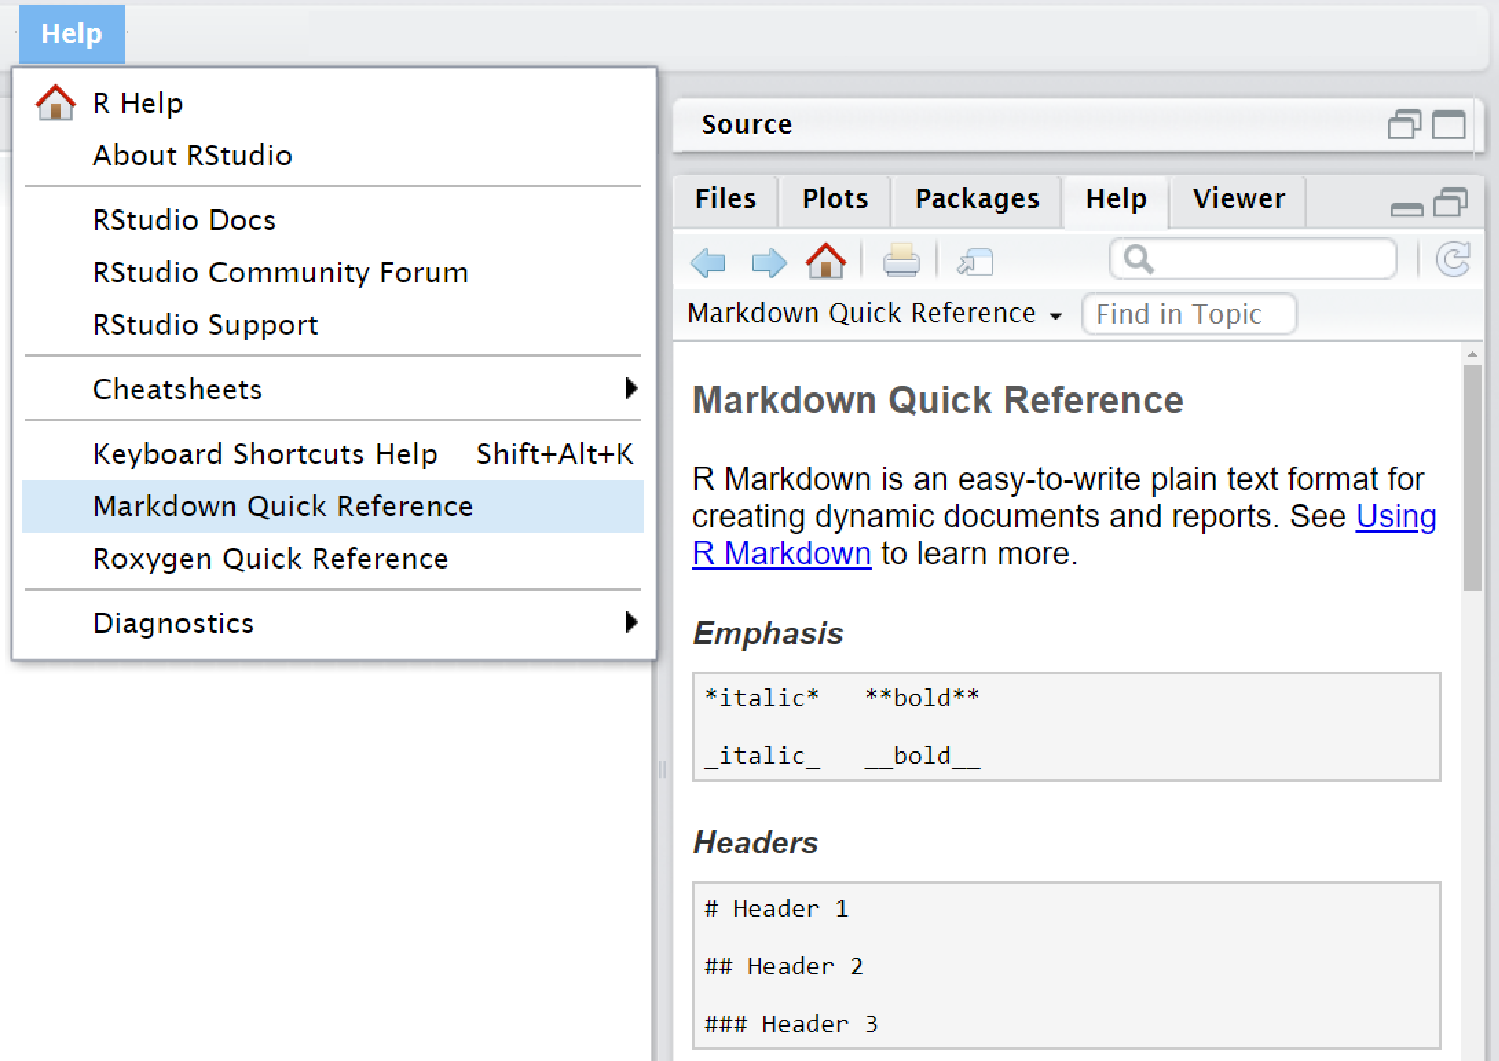 Help
R Help
About RStudio
RStudio Docs
RStudio Community Forum
RStudio Support
Cheatsheets
Keyboard Shortcuts Help Shift+Alt+K
Markdown Quick Reference
Roxygen Quick Reference
Diagnostics
Source
Files Plots Packages Help Viewer
Markdown Quick Reference Find in Topic
Markdown Quick Reference
R Markdown is an easy-to-write plain text format for
creating dynamic documents and reports. See Using
R Markdown to learn more.
Emphasis
*italic* **bold**
_italic_ __bold__
Headers
# Header 1
## Header 2
### Header 3